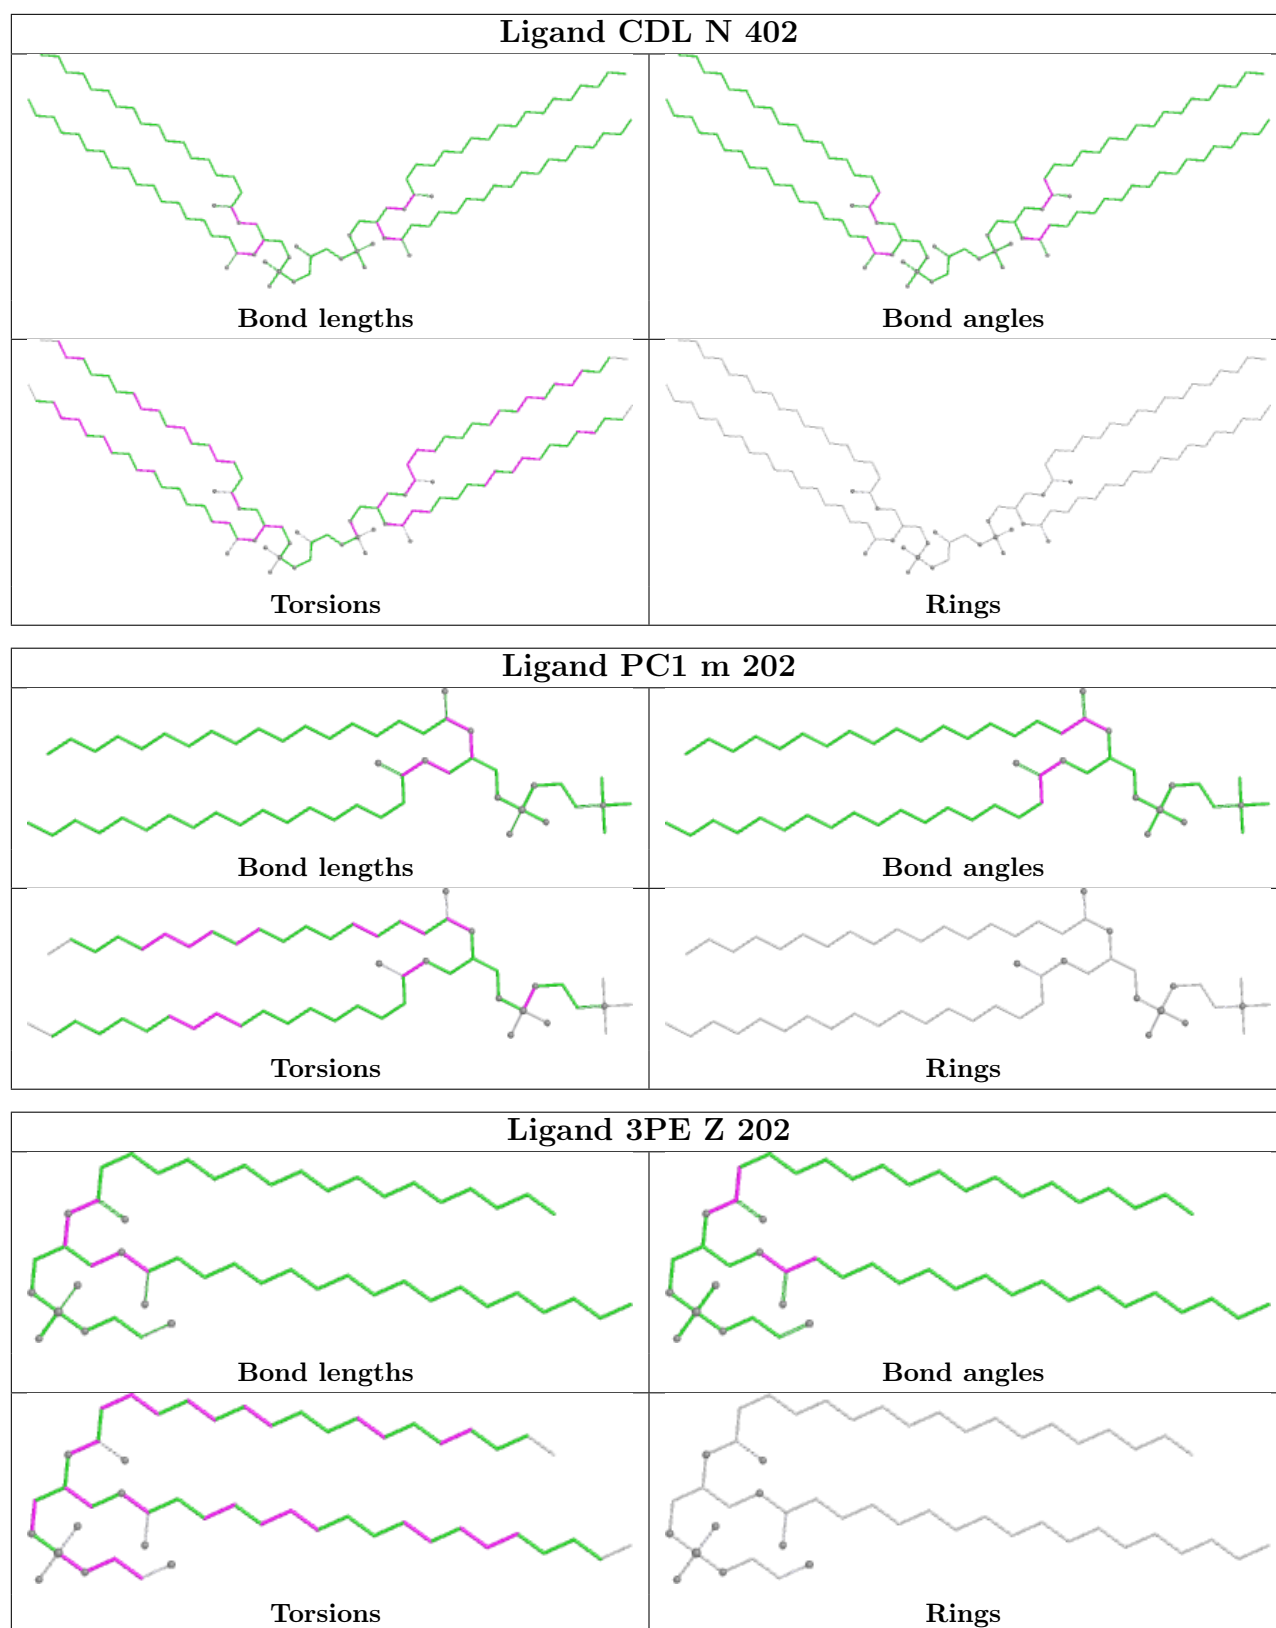 Ligand CDL N 402
Bond lengths
Bond angles
Torsions
Rings
Ligand PC1 m 202
Bond lengths
Bond angles
Torsions
Rings
Ligand 3PE Z 202
Bond lengths
Bond angles
Torsions
Rings